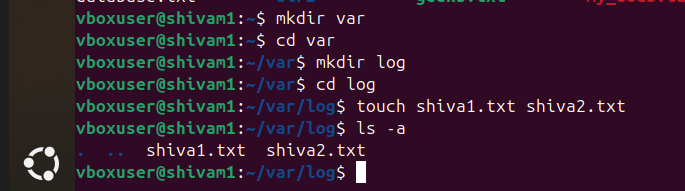 vboxuser@shivam1:~$ mkdir var
vboxuser@shivam1:~$ cd var
vboxuser@shivam1:~/var$ mkdir log
vboxuser@shivam1:~/var$ cd log
vboxuser@shivam1:~/var/log$ touch shiva1.txt shiva2.txt
vboxuser@shivam1:~/var/log$ ls -a
.  ..  shiva1.txt  shiva2.txt
vboxuser@shivam1:~/var/log$